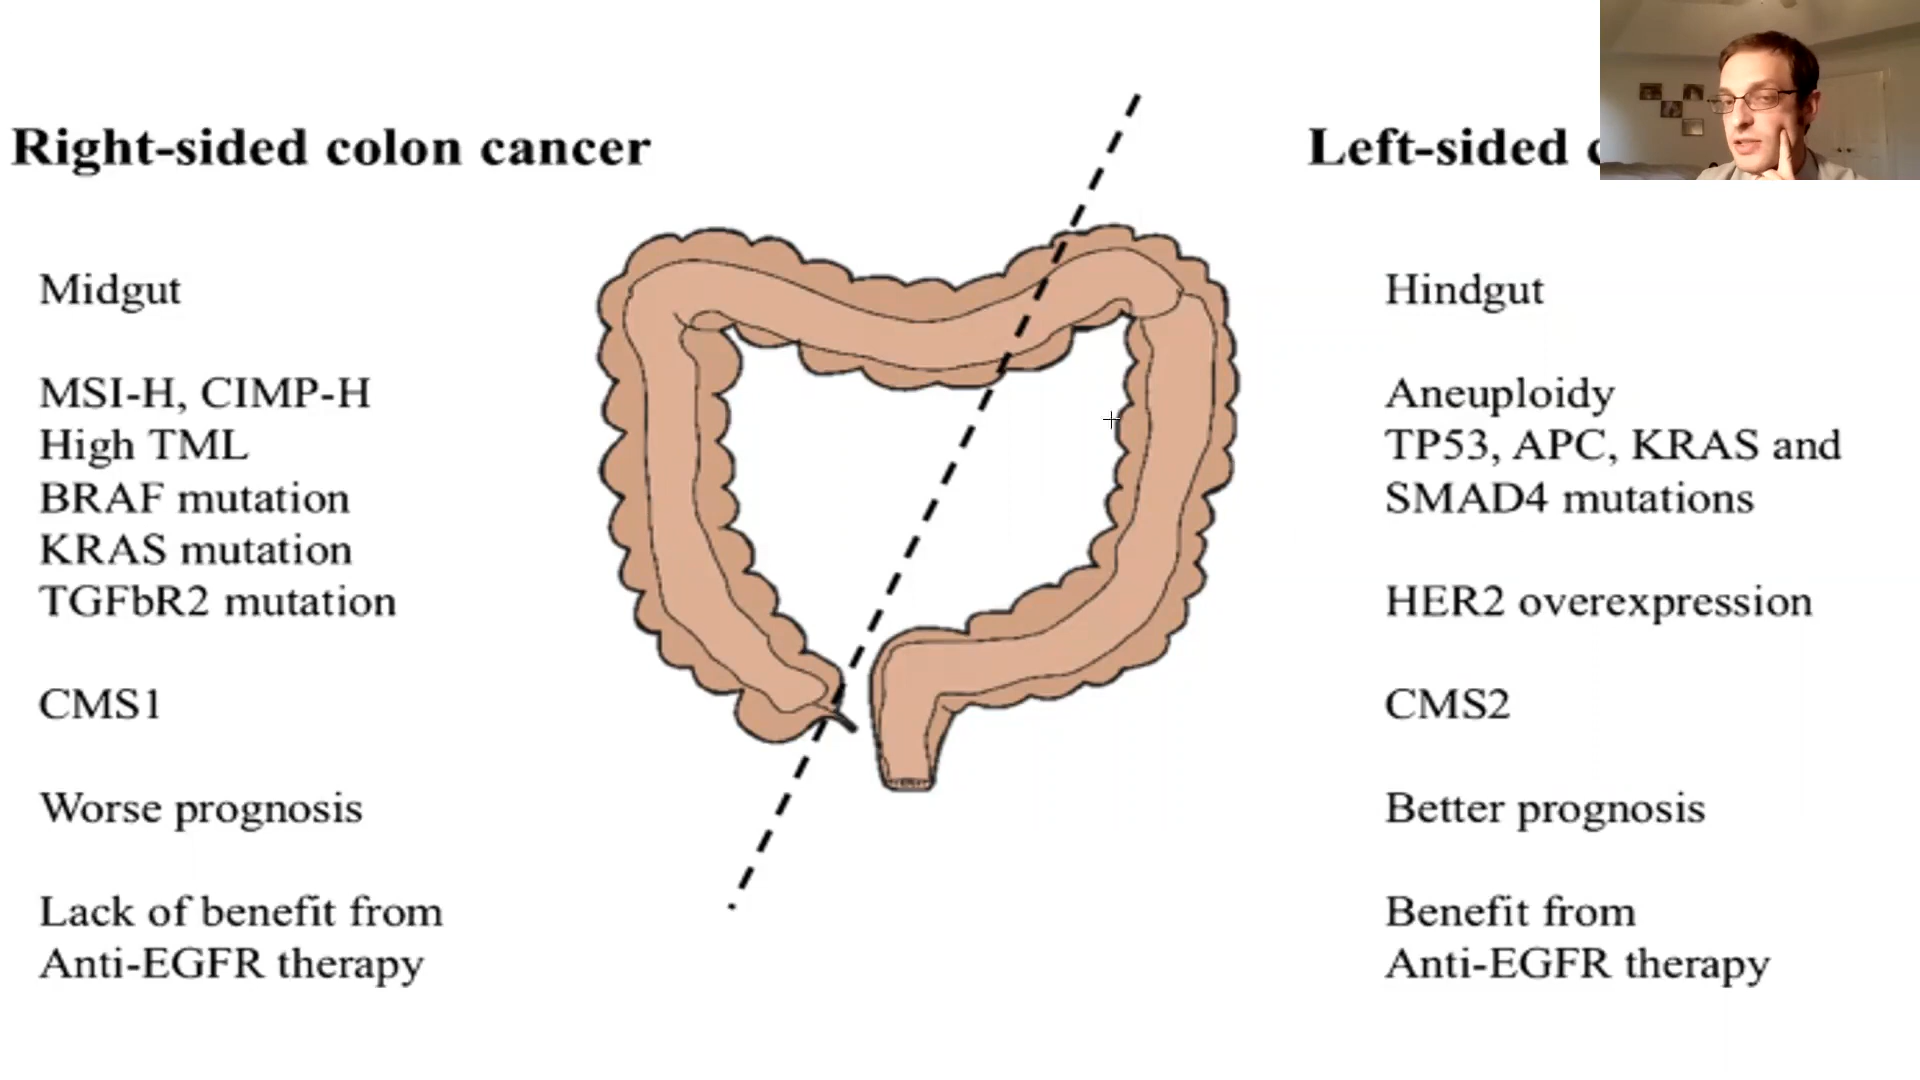 Right-sided colon cancer
Midgut
MSI-H, CIMP-H
High TML
BRAF mutation
KRAS mutation
TGFbR2 mutation
CMS1
Worse prognosis
Lack of benefit from
Anti-EGFR therapy
Left-sided
Hindgut
Aneuploidy
TP53, APC, KRAS and
SMAD4 mutations
HER2 overexpression
CMS2
Better prognosis
Benefit from
Anti-EGFR therapy